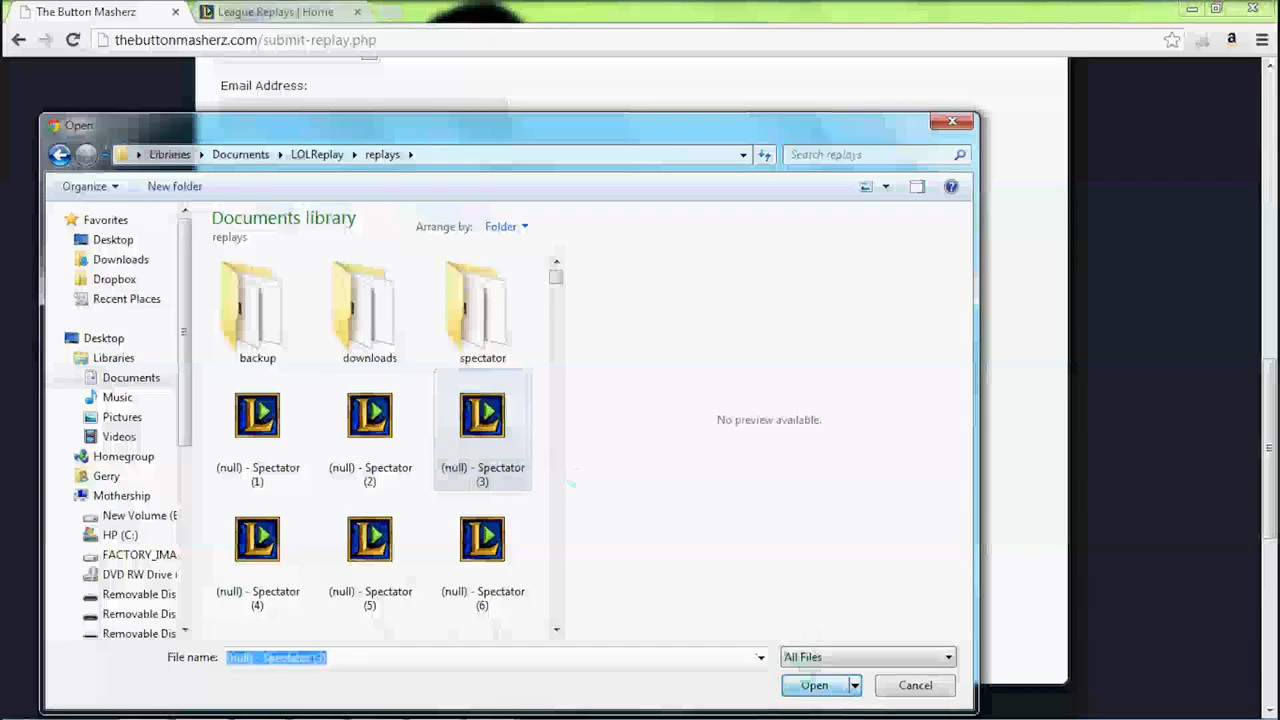 The Button Masherz
League Replays | Home
thebuttonmasherz.com/submit-replay.php
Email Address:
Open
Libraries
Documents
LOLReplay
replays
Search replays
Organize
New folder
Favorites
Desktop
Downloads
Dropbox
Recent Places
Desktop
Libraries
Documents
Music
Pictures
Videos
Homegroup
Gerry
Mothership
New Volume (E
HP (C:)
FACTORY_IMA
DVD RW Drive (
Removable Dis
Removable Dis
Removable Dis
Documents library
replays
Arrange by: Folder
backup
downloads
spectator
(null) - Spectator
(1)
(null) - Spectator
(2)
(null) - Spectator
(3)
(null) - Spectator
(4)
(null) - Spectator
(5)
(null) - Spectator
(6)
No preview available.
File name: (null) - Spectator (3)
All Files
Open
Cancel